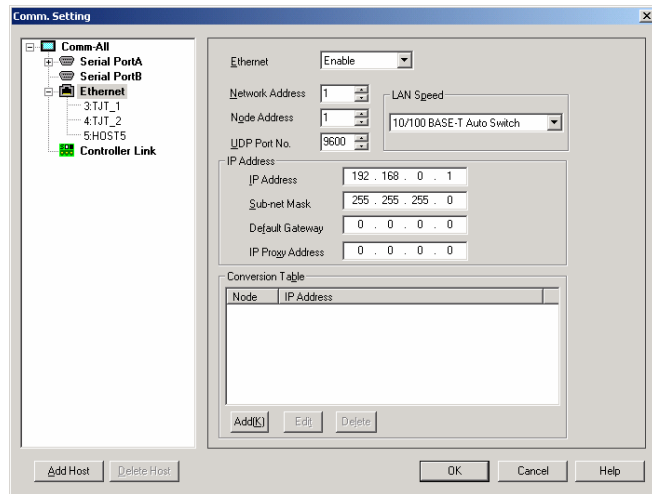 Comm. Setting
Comm-All
Serial PortA
Serial PortB
Ethernet
3:TJT_1
4:TJT_2
5:HOST5
Controller Link
Ethernet
Enable
Network Address
1
Node Address
1
UDP Port No.
9600
LAN Speed
10/100 BASE-T Auto Switch
IP Address
IP Address
192 . 168 . 0 . 1
Sub-net Mask
255 . 255 . 255 . 0
Default Gateway
0 . 0 . 0 . 0
IP Proxy Address
0 . 0 . 0 . 0
Conversion Table
Node IP Address
Add(K) Edit Delete
Add Host Delete Host OK Cancel Help